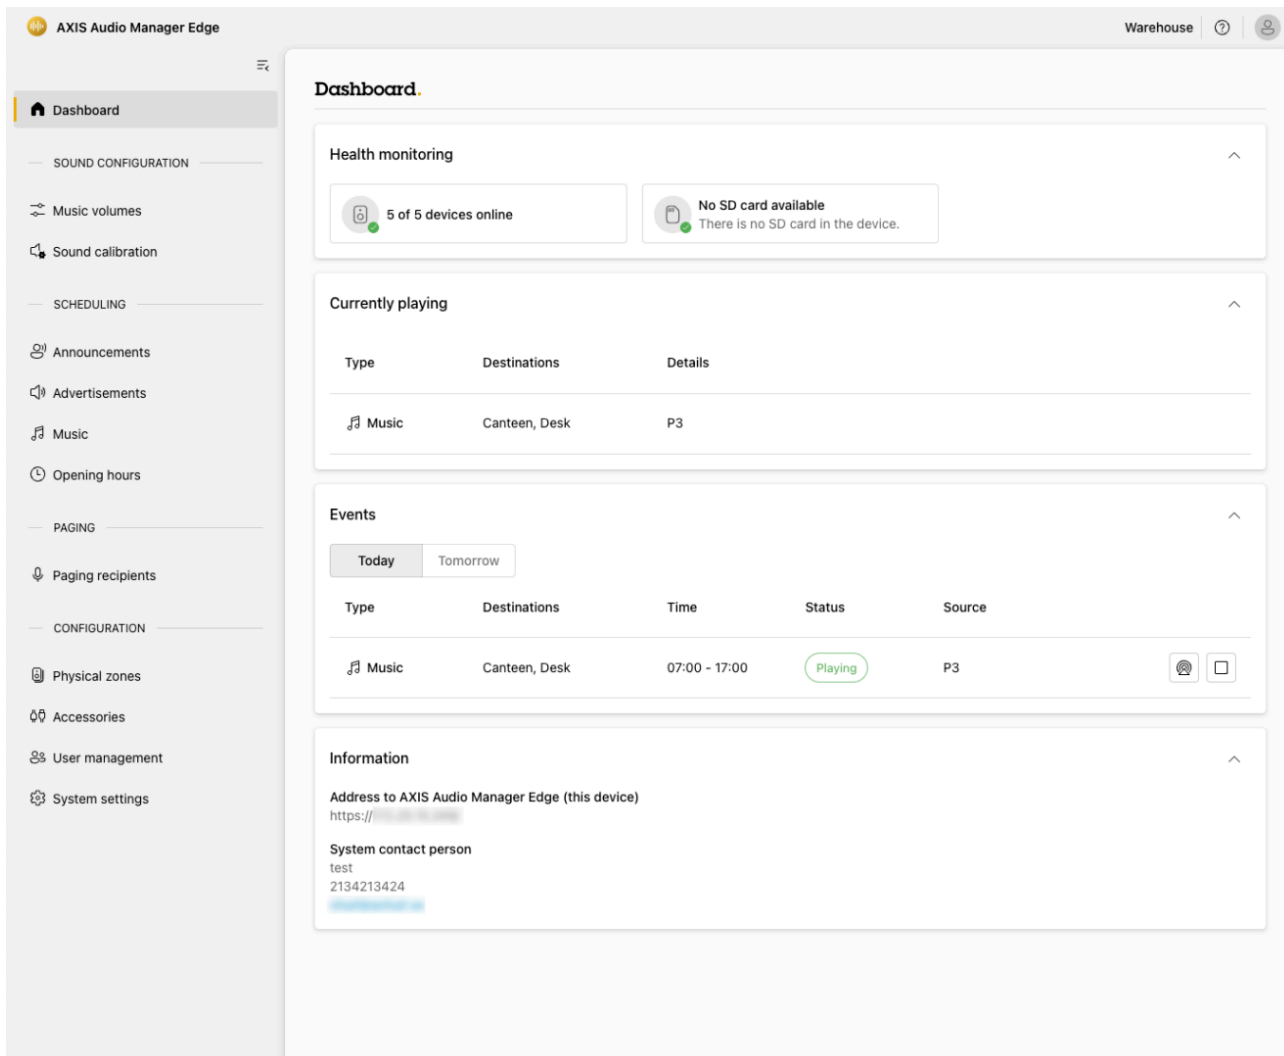 AXIS Audio Manager Edge
Warehouse
Dashboard
SOUND CONFIGURATION
Music volumes
Sound calibration
SCHEDULING
Announcements
Advertisements
Music
Opening hours
PAGING
Paging recipients
CONFIGURATION
Physical zones
Accessories
User management
System settings
Dashboard.
Health monitoring
5 of 5 devices online
No SD card available
There is no SD card in the device.
Currently playing
Type Destinations Details
Music Canteen, Desk P3
Events
Today Tomorrow
Type Destinations Time Status Source
Music Canteen, Desk 07:00 - 17:00 Playing P3
Information
Address to AXIS Audio Manager Edge (this device)
https://
System contact person
test
2134213424